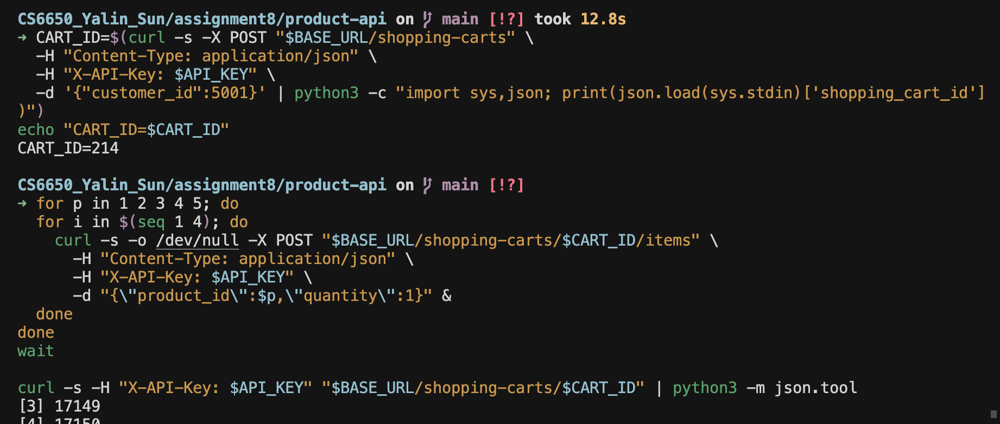 CS6650_Yalin_Sun/assignment8/product-api on main [!?] took 12.8s
➜ CART_ID=$(curl -s -X POST "$BASE_URL/shopping-carts" \
  -H "Content-Type: application/json" \
  -H "X-API-Key: $API_KEY" \
  -d '{"customer_id":5001}' | python3 -c "import sys,json; print(json.load(sys.stdin)['shopping_cart_id']
)")
echo "CART_ID=$CART_ID"
CART_ID=214
CS6650_Yalin_Sun/assignment8/product-api on main [!?]
➜ for p in 1 2 3 4 5; do
  for i in $(seq 1 4); do
    curl -s -o /dev/null -X POST "$BASE_URL/shopping-carts/$CART_ID/items" \
      -H "Content-Type: application/json" \
      -H "X-API-Key: $API_KEY" \
      -d "{\"product_id\":$p,\"quantity\":1}" &
  done
done
wait
curl -s -H "X-API-Key: $API_KEY" "$BASE_URL/shopping-carts/$CART_ID" | python3 -m json.tool
[3] 17149
[4] 17150